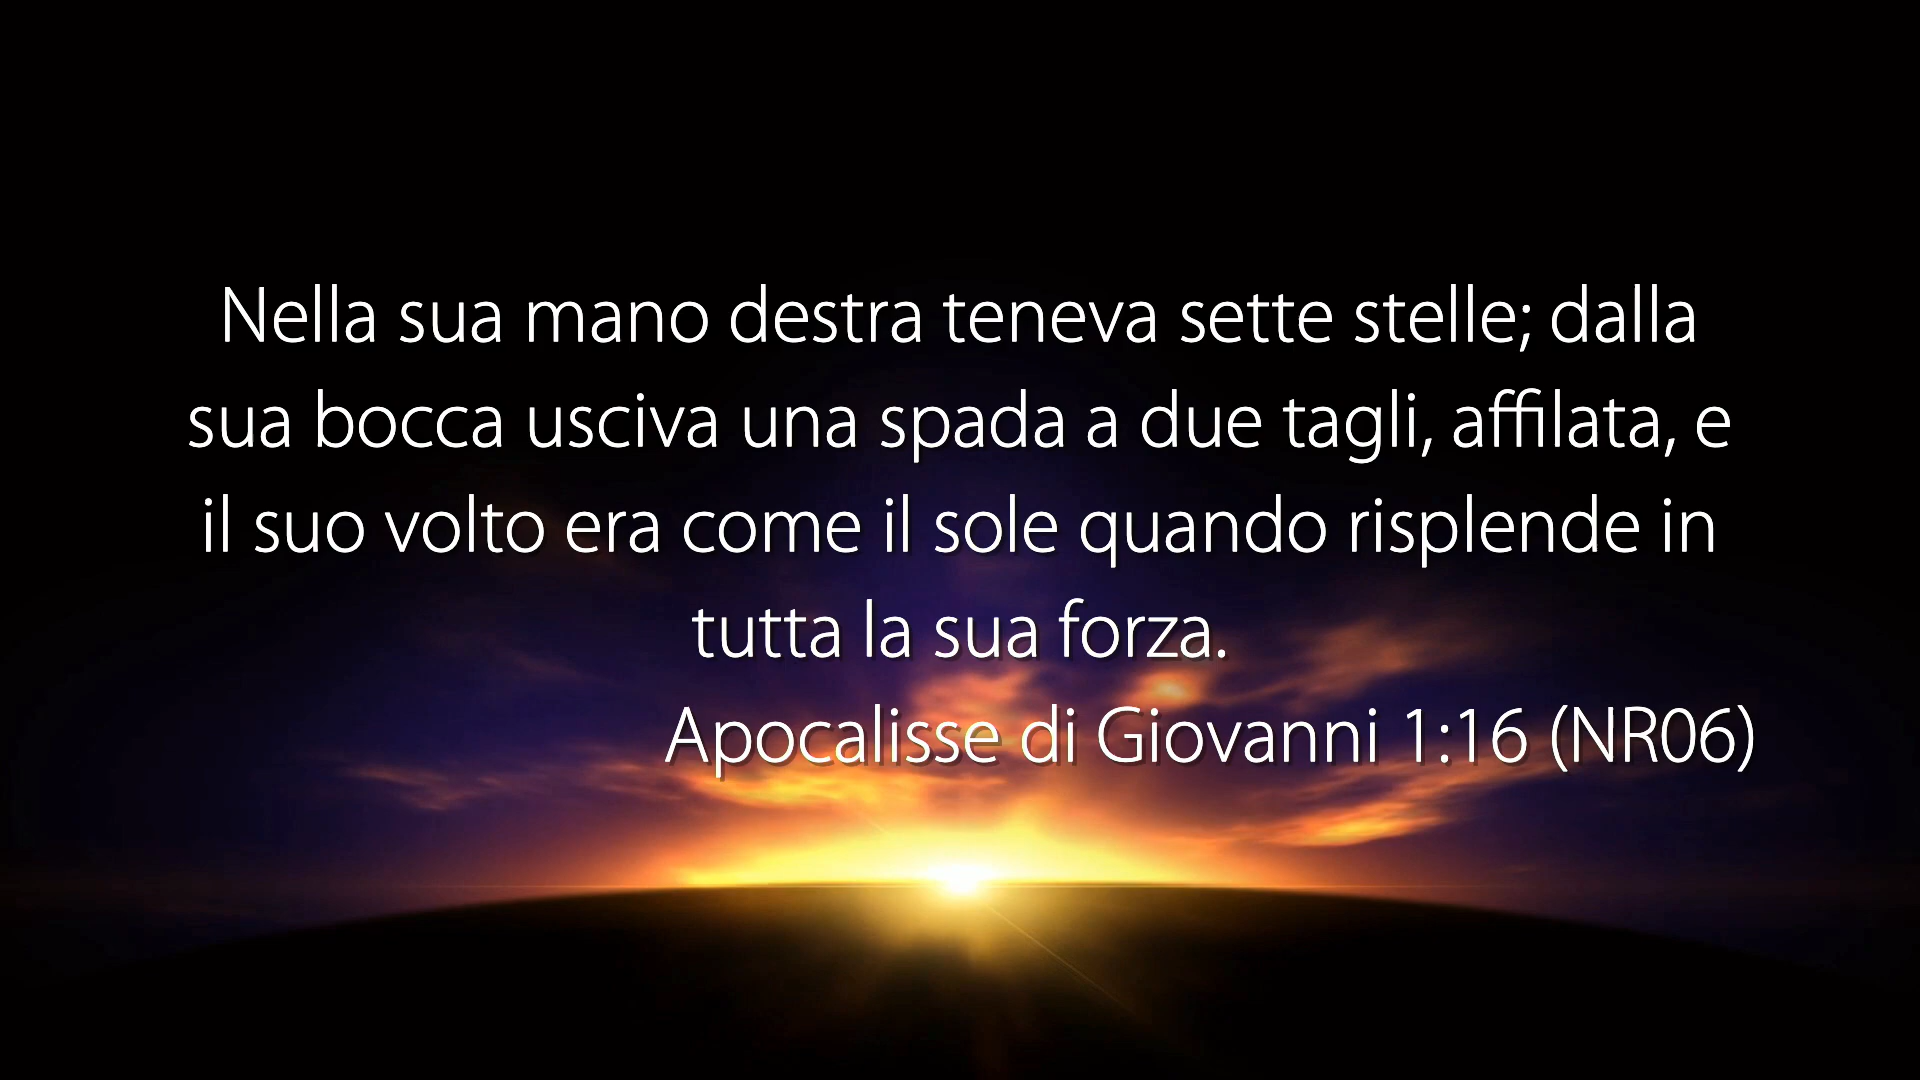 Nella sua mano destra teneva sette stelle; dalla
sua bocca usciva una spada a due tagli, affilata, e
il suo volto era come il sole quando risplende in
tutta la sua forza.
Apocalisse di Giovanni 1:16 (NR06)